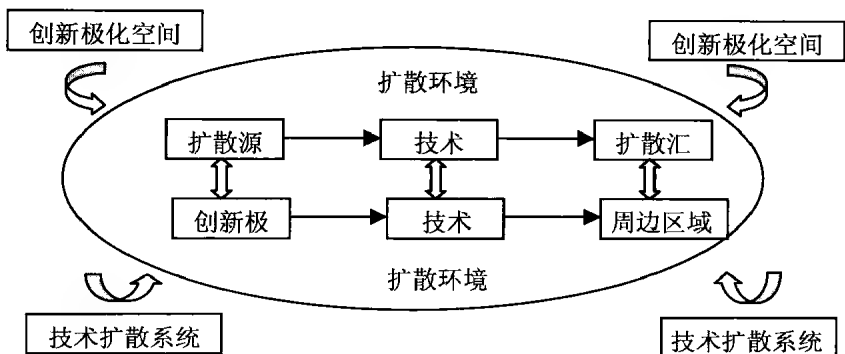 创新极化空间
创新极化空间
扩散环境
扩散源 技术 扩散汇
创新极 技术 周边区域
扩散环境
技术扩散系统
技术扩散系统